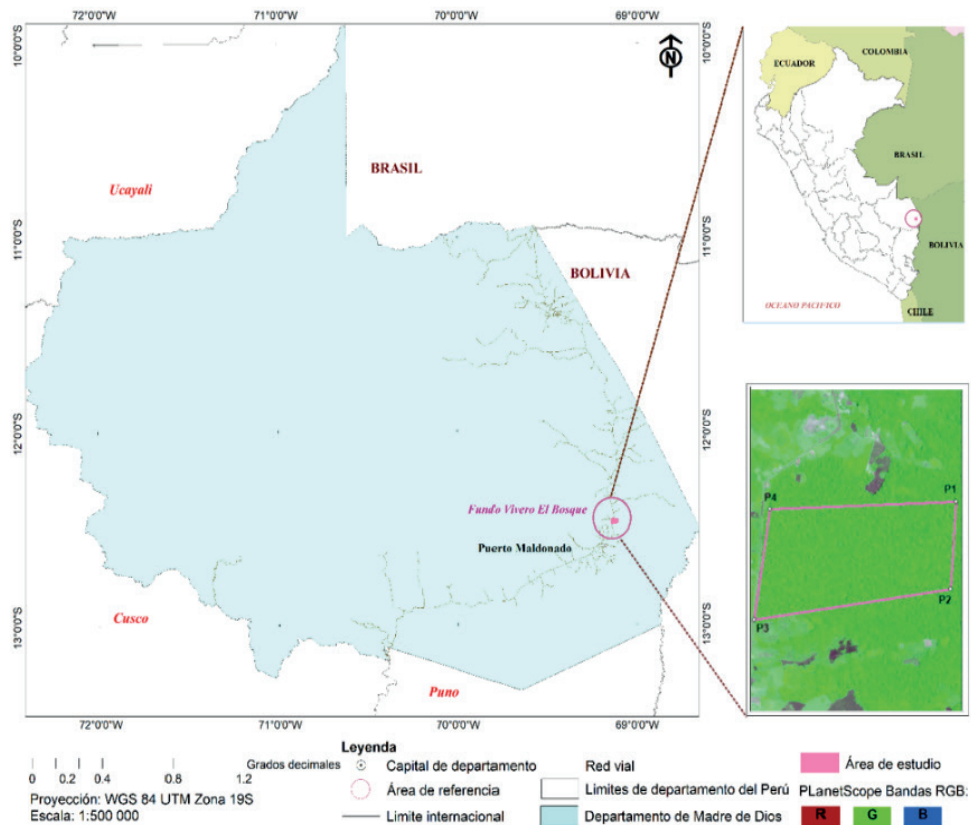 72°0'0"W
71°0'0"W
70°0'0"W
69°0'0"W
10°0'0"S
10°0'0"S
N
COLOMBIA
ECUADOR
BRASIL
BRASIL
Ucayali
11°0'0"S
11°0'0"S
BOLIVIA
BOLIVIA
OCEANO PACIFICO
CHILE
12°0'0"S
12°0'0"S
P4
P1
Fundo Vivero El Bosque
Puerto Maldonado
P2
P3
Cusco
13°0'0"S
13°0'0"S
Puno
72°0'0"W
71°0'0"W
70°0'0"W
69°0'0"W
Leyenda
0 0.2 0.4 0.8 1.2
Grados decimales
Proyección: WGS 84 UTM Zona 19S
Escala: 1:500 000
Capital de departamento
Área de referencia
Limite internacional
Red vial
Limites de departamento del Perú
Departamento de Madre de Dios
Área de estudio
PLanetScope Bandas RGB:
R G B